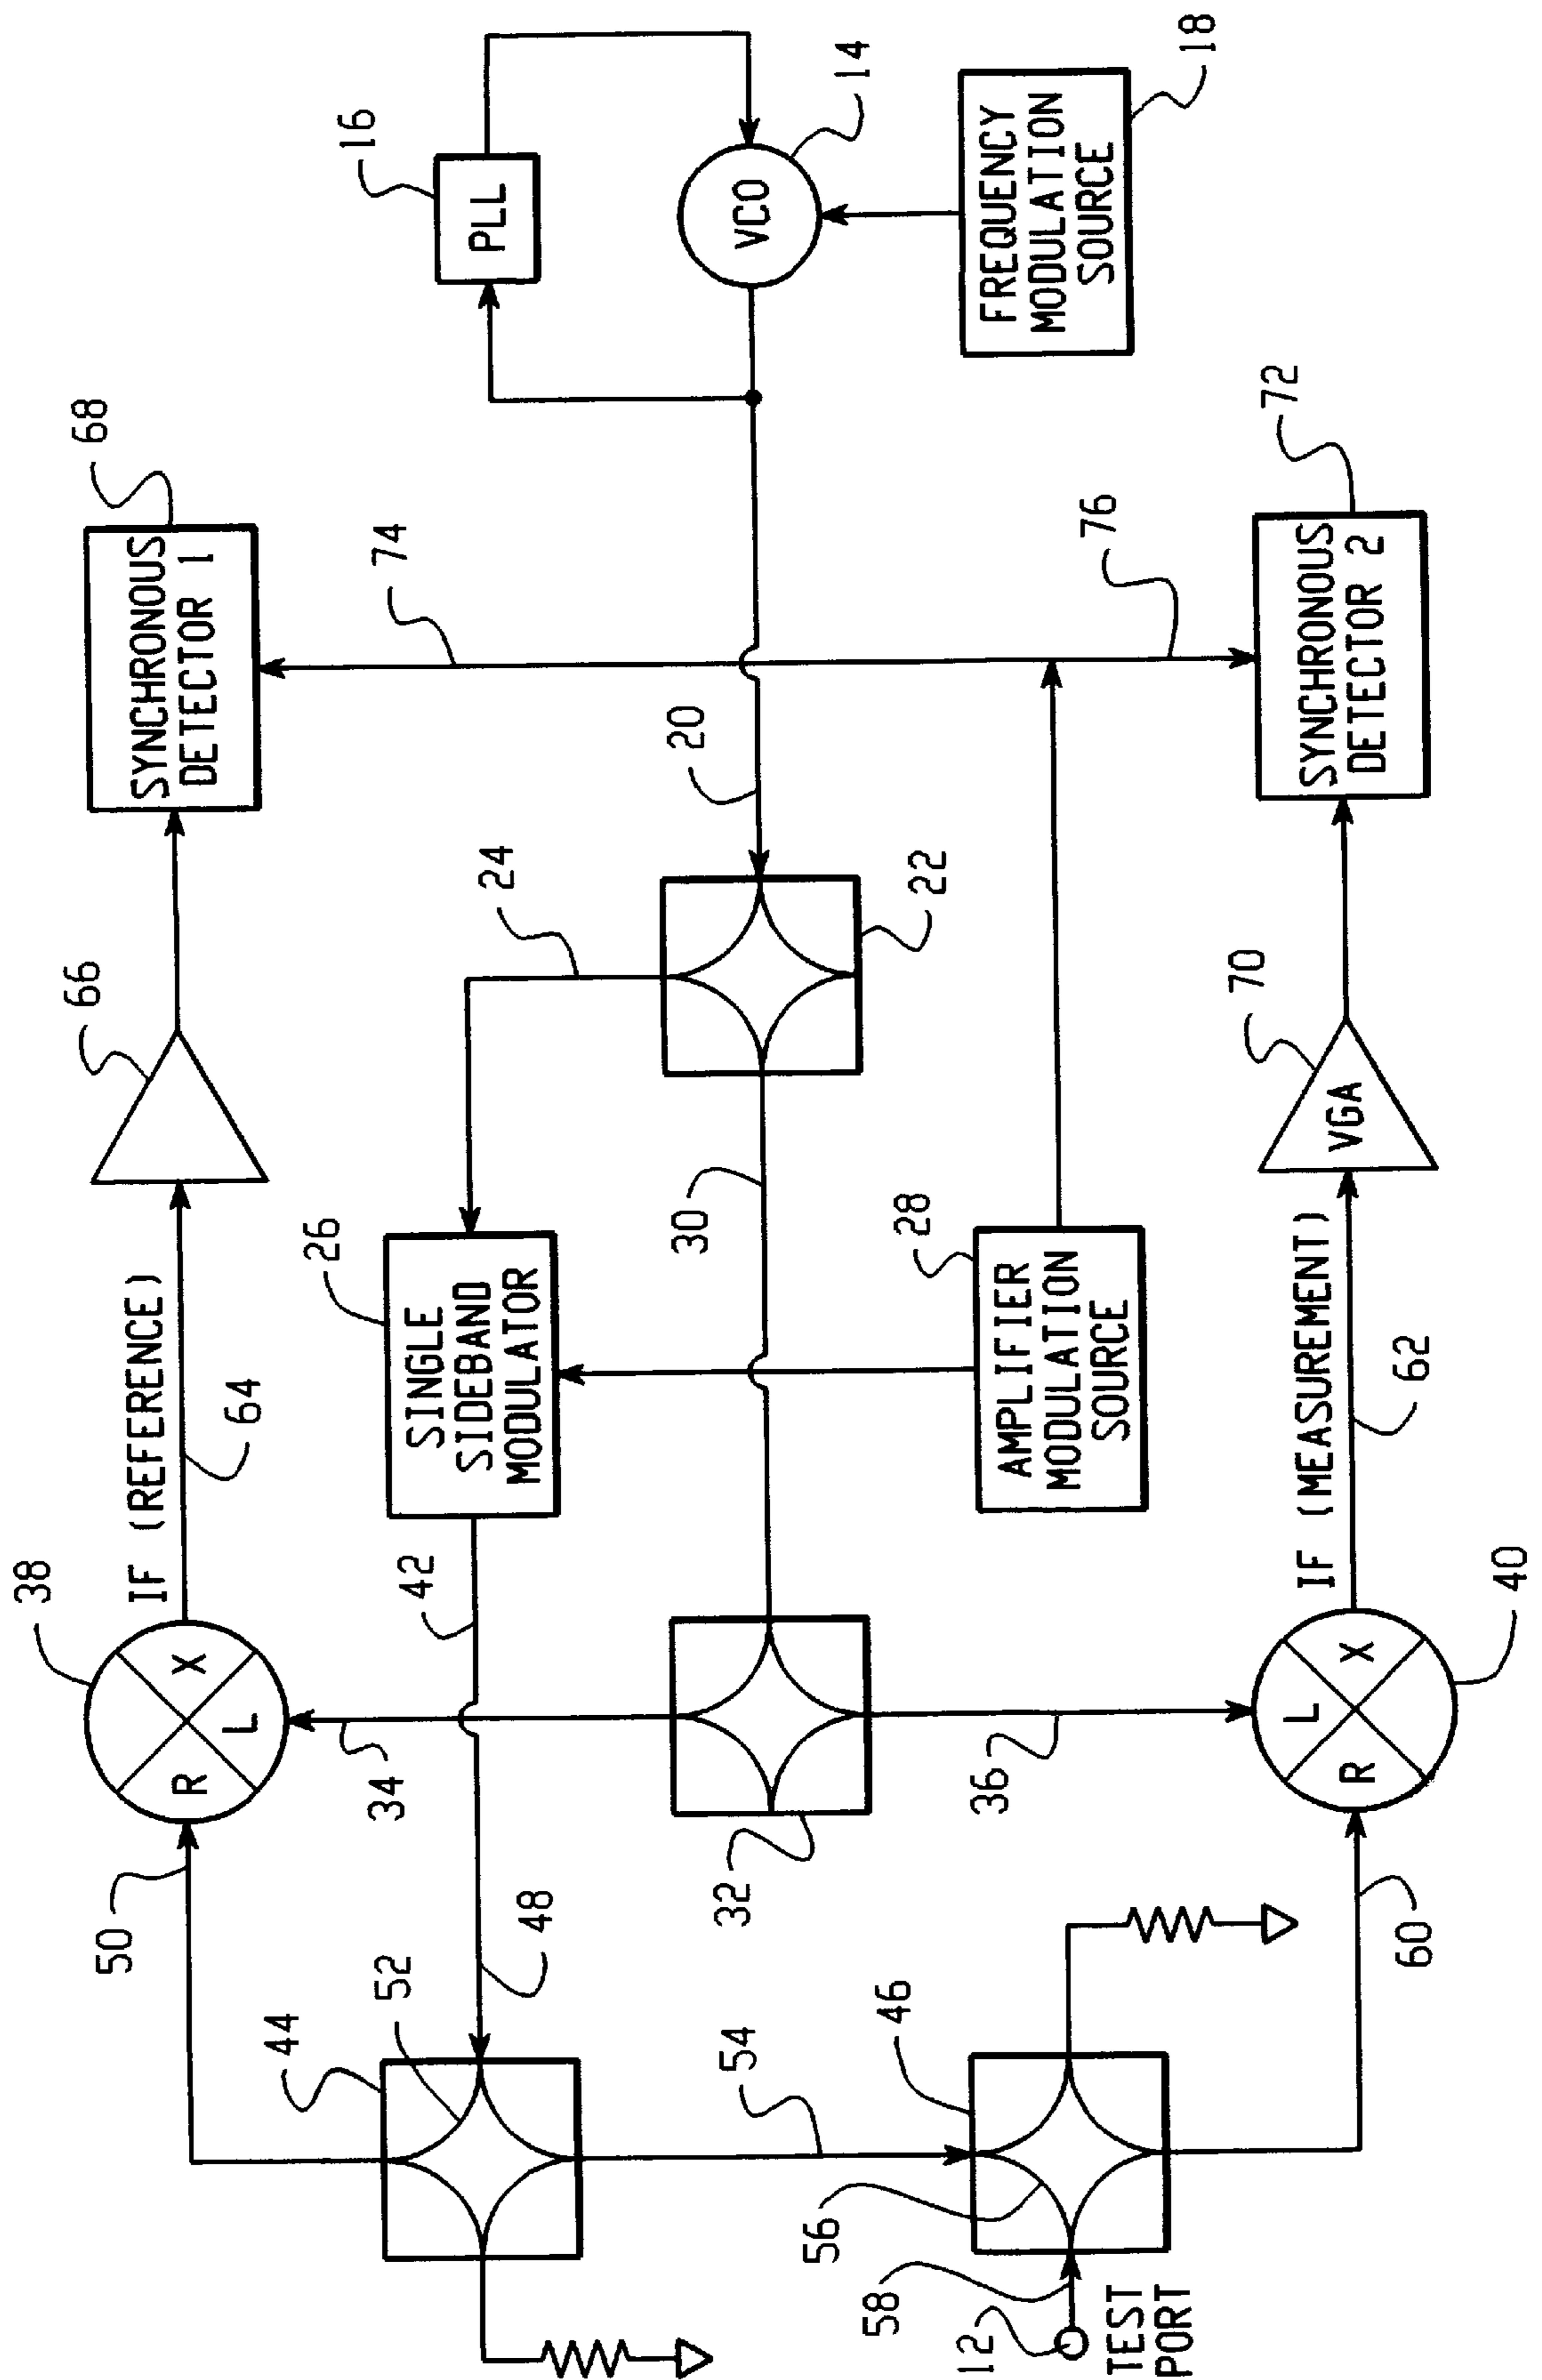 16
PLL
VCO
14
FREQUENCY
MODULATION
SOURCE
18
68
SYNCHRONOUS
DETECTOR 1
74
76
72
SYNCHRONOUS
DETECTOR 2
20
24
22
66
70
VGA
26
SINGLE
SIDEBAND
MODULATOR
30
28
AMPLIFIER
MODULATION
SOURCE
IF (REFERENCE)
64
IF (MEASUREMENT)
62
38
R
L
X
42
34
36
32
40
L
R
X
50
48
52
44
54
46
60
56
58
12
TEST
PORT